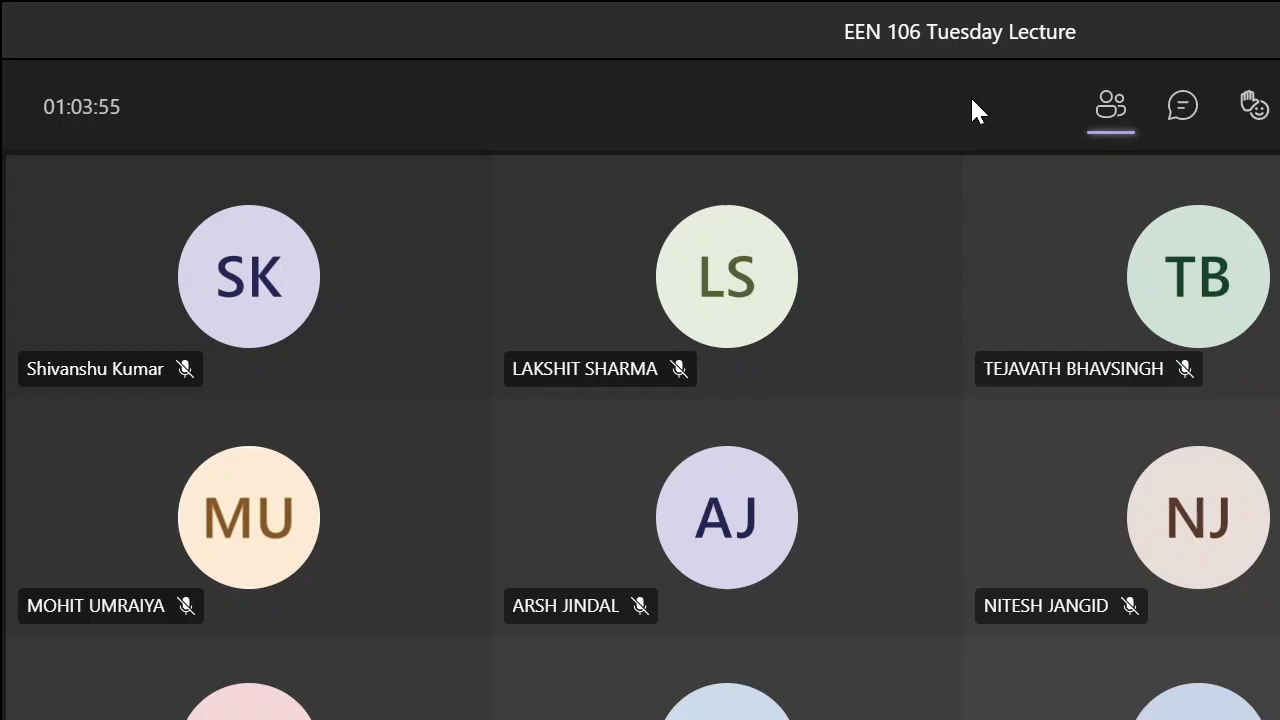 EEN 106 Tuesday Lecture
01:03:55
SK
LS
TB
Shivanshu Kumar
LAKSHIT SHARMA
TEJAVATH BHAVSINGH
MU
AJ
NJ
MOHIT UMRAIYA
ARSH JINDAL
NITESH JANGID